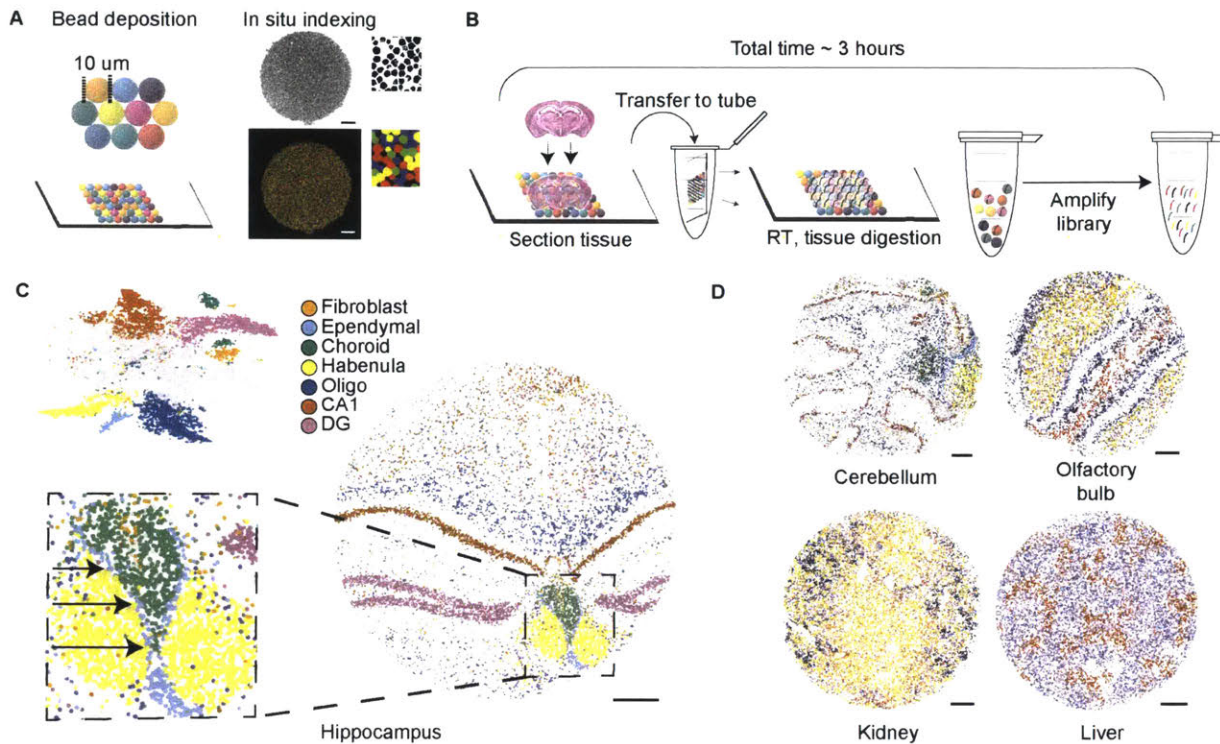 A
Bead deposition
In situ indexing
10 um
B
Total time ~ 3 hours
Transfer to tube
Section tissue
RT, tissue digestion
Amplify
library
C
Fibroblast
Ependymal
Choroid
Habenula
Oligo
CA1
DG
Hippocampus
D
Cerebellum
Olfactory
bulb
Kidney
Liver